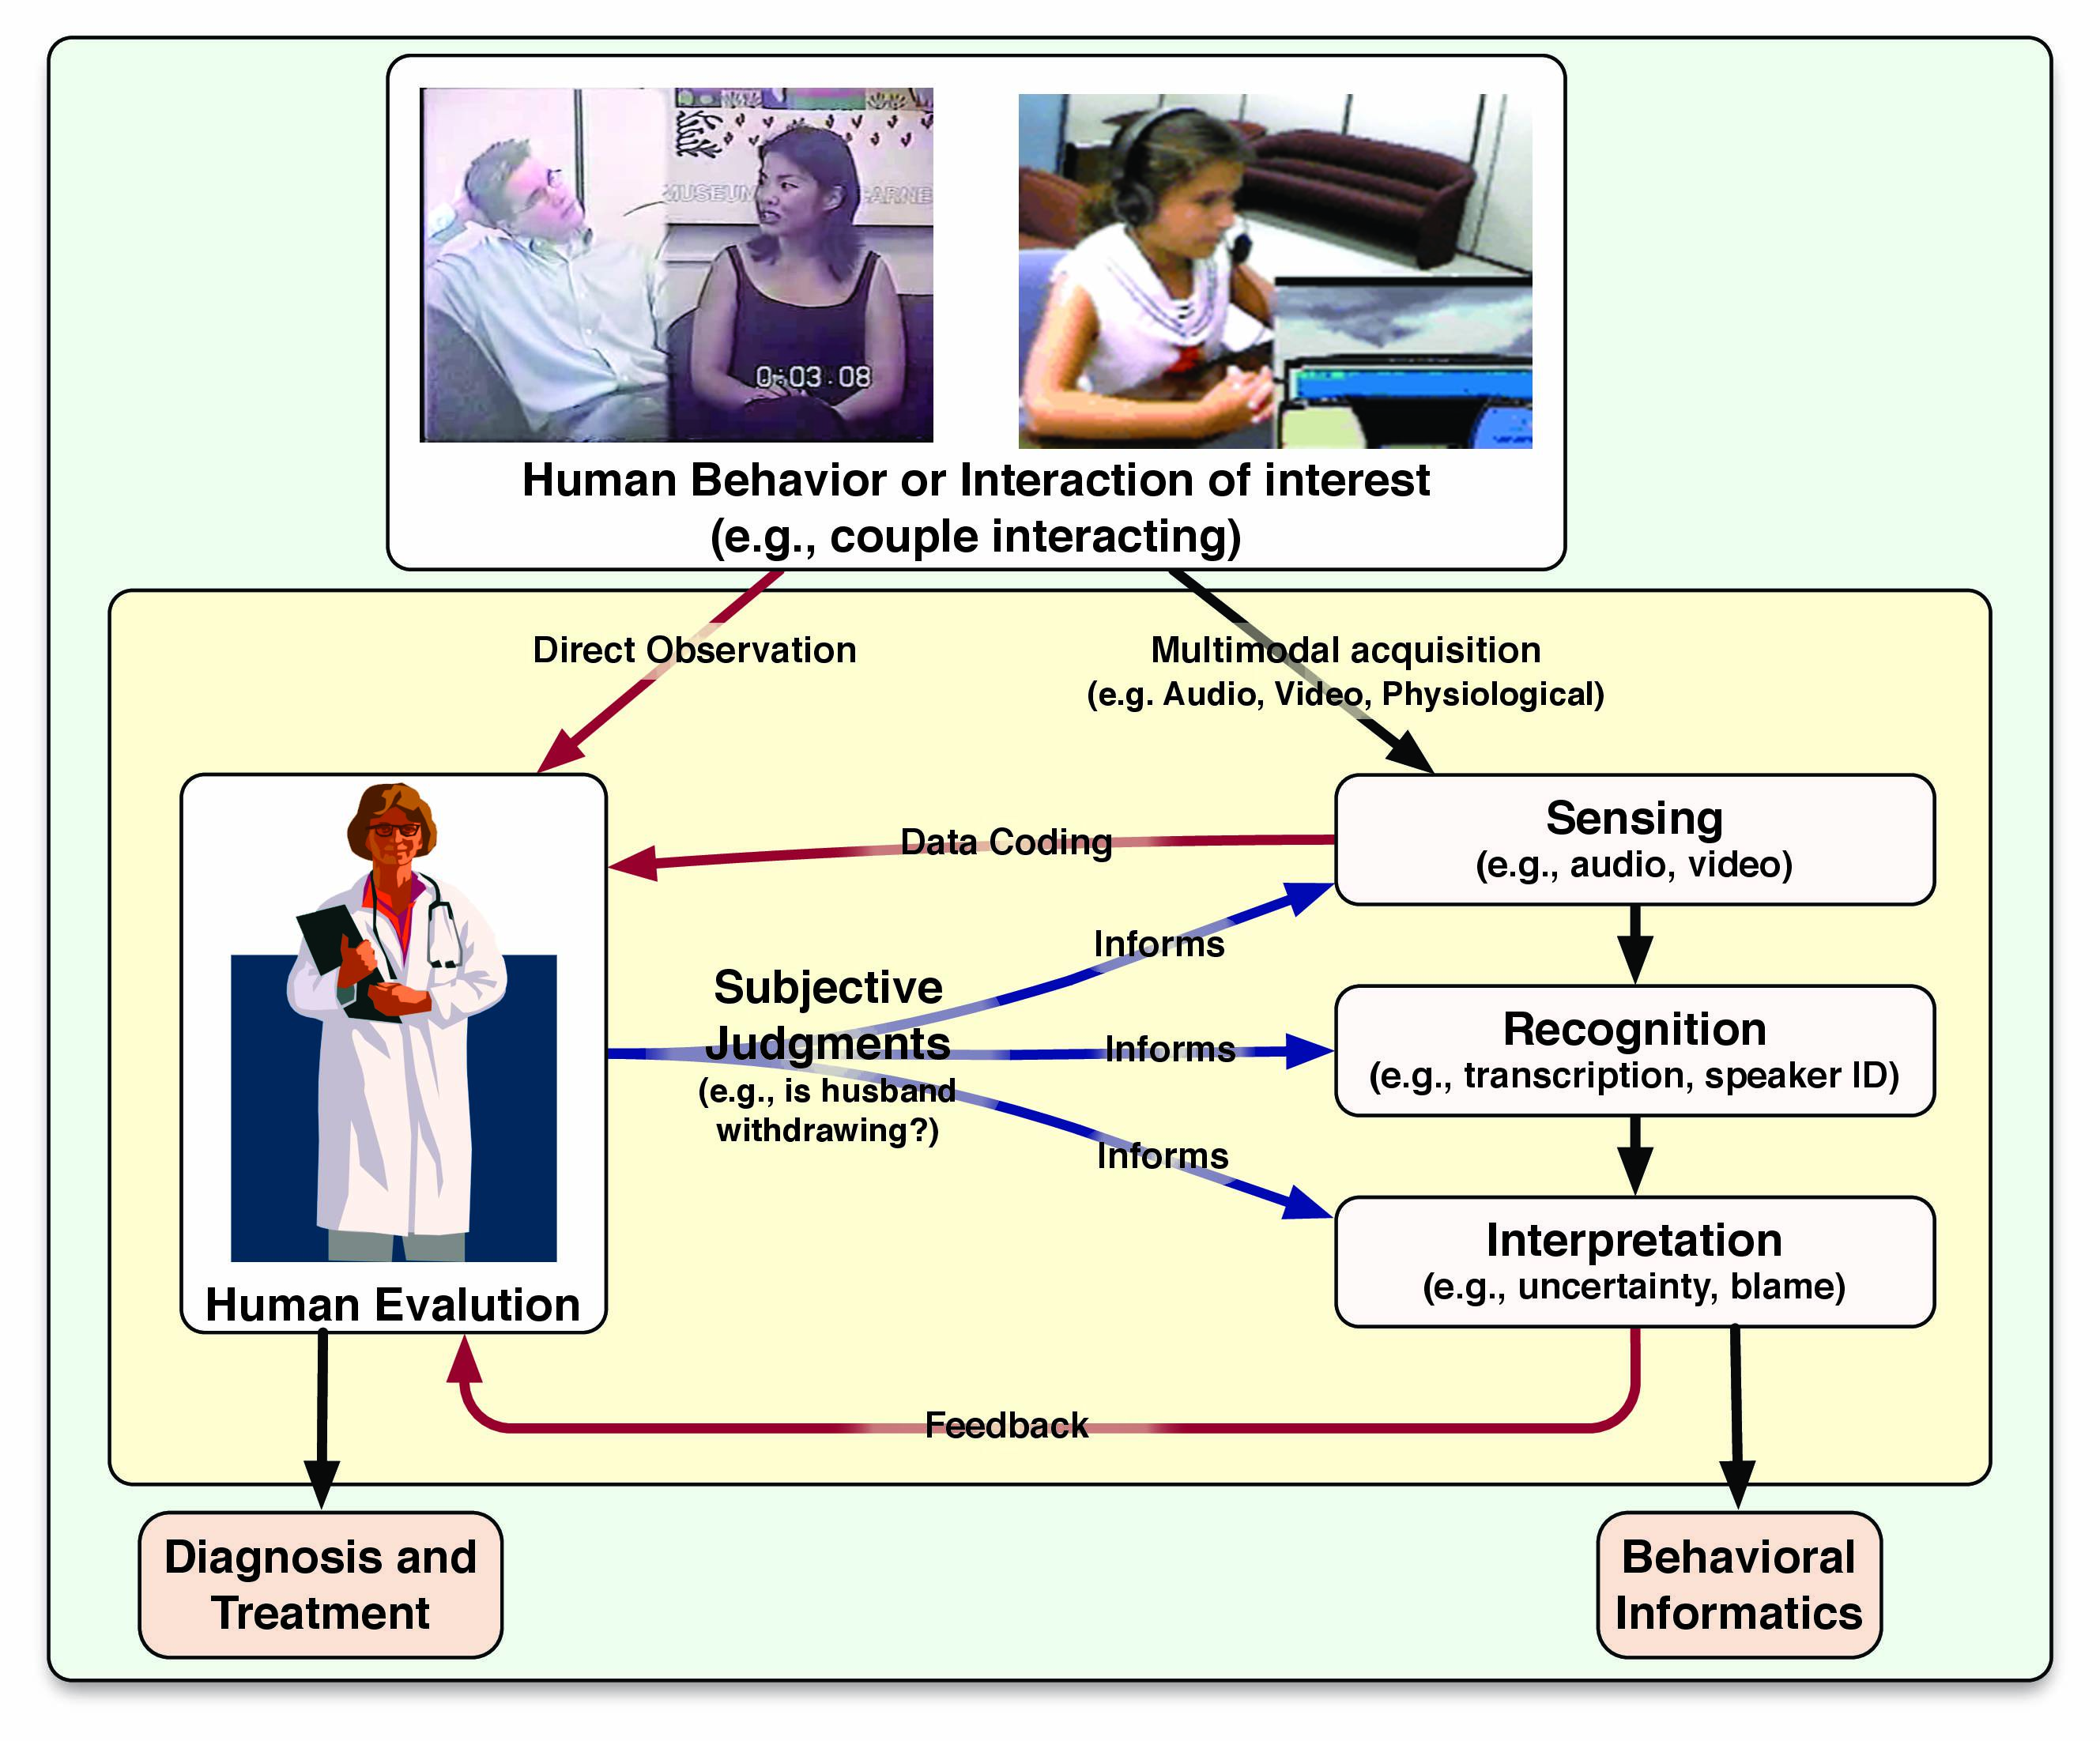 MUSEUM
CARNE
0:03.08
Human Behavior or Interaction of interest
(e.g., couple interacting)
Direct Observation
Multimodal acquisition
(e.g. Audio, Video, Physiological)
Sensing
(e.g., audio, video)
Data Coding
Informs
Subjective
Judgments
(e.g., is husband
withdrawing?)
Informs
Recognition
(e.g., transcription, speaker ID)
Informs
Interpretation
(e.g., uncertainty, blame)
Human Evalution
Feedback
Diagnosis and
Treatment
Behavioral
Informatics